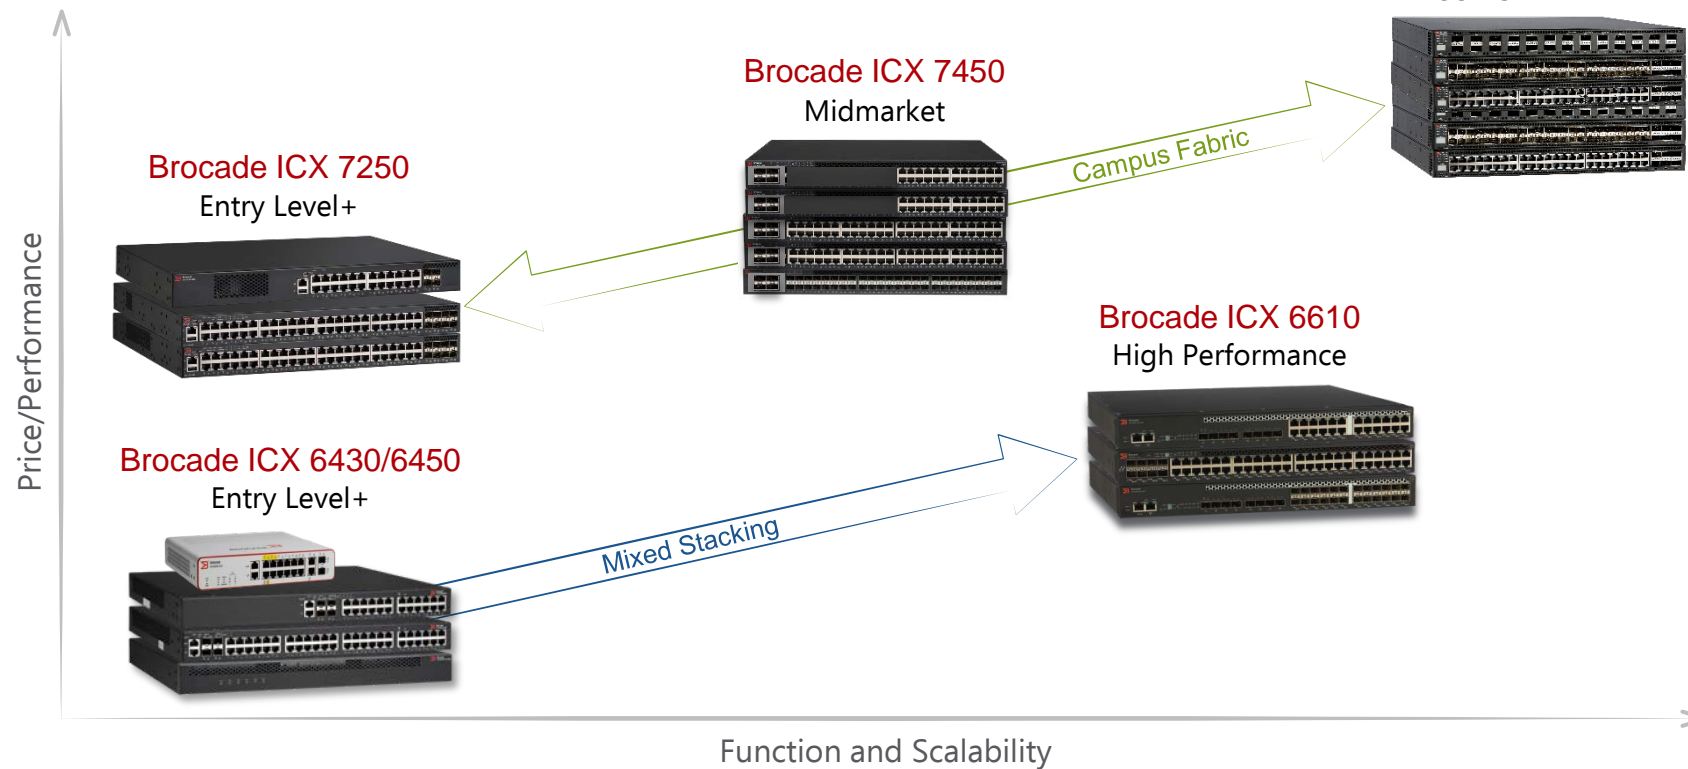 Brocade ICX 7450
Midmarket
Campus Fabric
Brocade ICX 7250
Entry Level+
Brocade ICX 6610
High Performance
Brocade ICX 6430/6450
Entry Level+
Mixed Stacking
Price/Performance
Function and Scalability